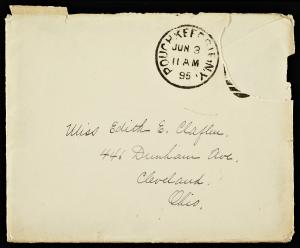 POUGHKEEPSIE N.Y.
JUN 3
11 AM
95
Miss Edith E. Claflin.
441 Dunham Ave.
Cleveland.
Ohio.